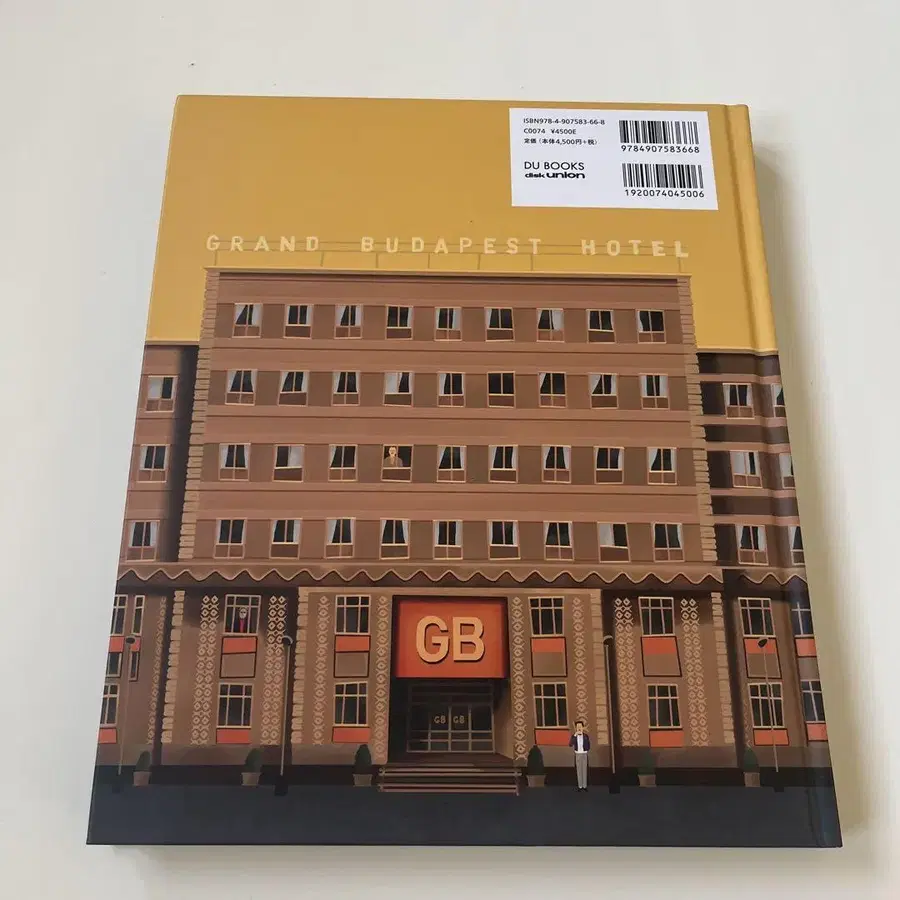 ISBN978-4-907583-66-8
C0074 ¥4500E
定価(本体4,500円+税)
DU BOOKS
disk union
9784907583668
1920074045006
GRAND BUDAPEST HOTEL
GB
GB GB